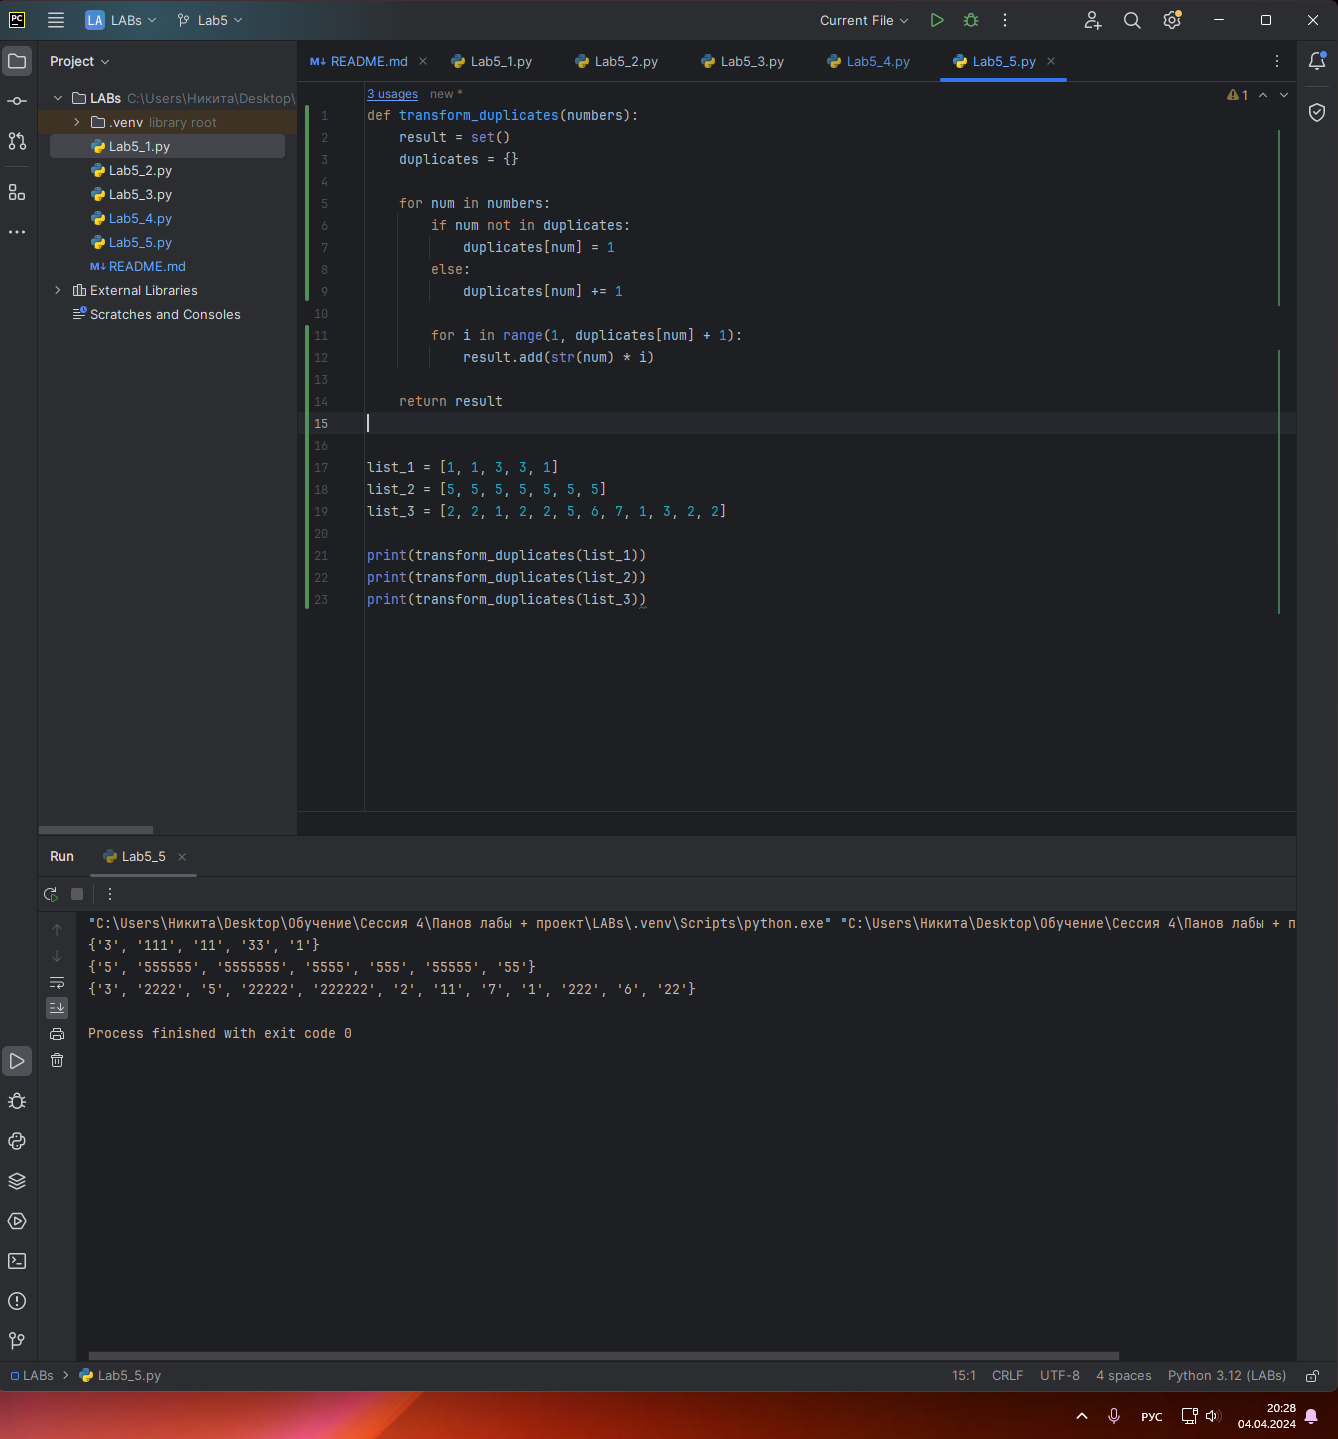 PC LA LABs Lab5 Current File
Project
README.md Lab5_1.py Lab5_2.py Lab5_3.py Lab5_4.py Lab5_5.py
LABs C:\Users\Никита\Desktop\
.venv library root
Lab5_1.py
Lab5_2.py
Lab5_3.py
Lab5_4.py
Lab5_5.py
README.md
External Libraries
Scratches and Consoles
3 usages new *
1
1 def transform_duplicates(numbers):
2 result = set()
3 duplicates = {}
4
5 for num in numbers:
6 if num not in duplicates:
7 duplicates[num] = 1
8 else:
9 duplicates[num] += 1
10
11 for i in range(1, duplicates[num] + 1):
12 result.add(str(num) * i)
13
14 return result
15
16
17 list_1 = [1, 1, 3, 3, 1]
18 list_2 = [5, 5, 5, 5, 5, 5, 5]
19 list_3 = [2, 2, 1, 2, 2, 5, 6, 7, 1, 3, 2, 2]
20
21 print(transform_duplicates(list_1))
22 print(transform_duplicates(list_2))
23 print(transform_duplicates(list_3))
Run Lab5_5
"C:\Users\Никита\Desktop\Обучение\Сессия 4\Панов лабы + проект\LABs\.venv\Scripts\python.exe" "C:\Users\Никита\Desktop\Обучение\Сессия 4\Панов лабы + п
{'3', '111', '11', '33', '1'}
{'5', '555555', '5555555', '5555', '555', '55555', '55'}
{'3', '2222', '5', '22222', '222222', '2', '11', '7', '1', '222', '6', '22'}
Process finished with exit code 0
LABs Lab5_5.py 15:1 CRLF UTF-8 4 spaces Python 3.12 (LABs)
РУС 20:28
04.04.2024